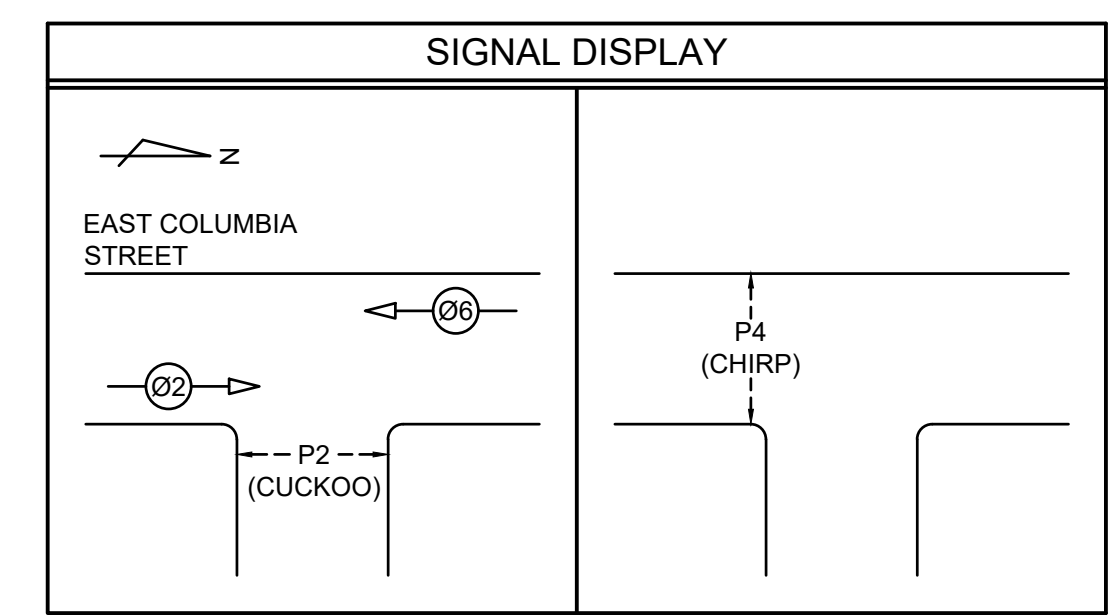 SIGNAL DISPLAY
N
EAST COLUMBIA
STREET
Ø6
Ø2
P2
(CUCKOO)
P4
(CHIRP)